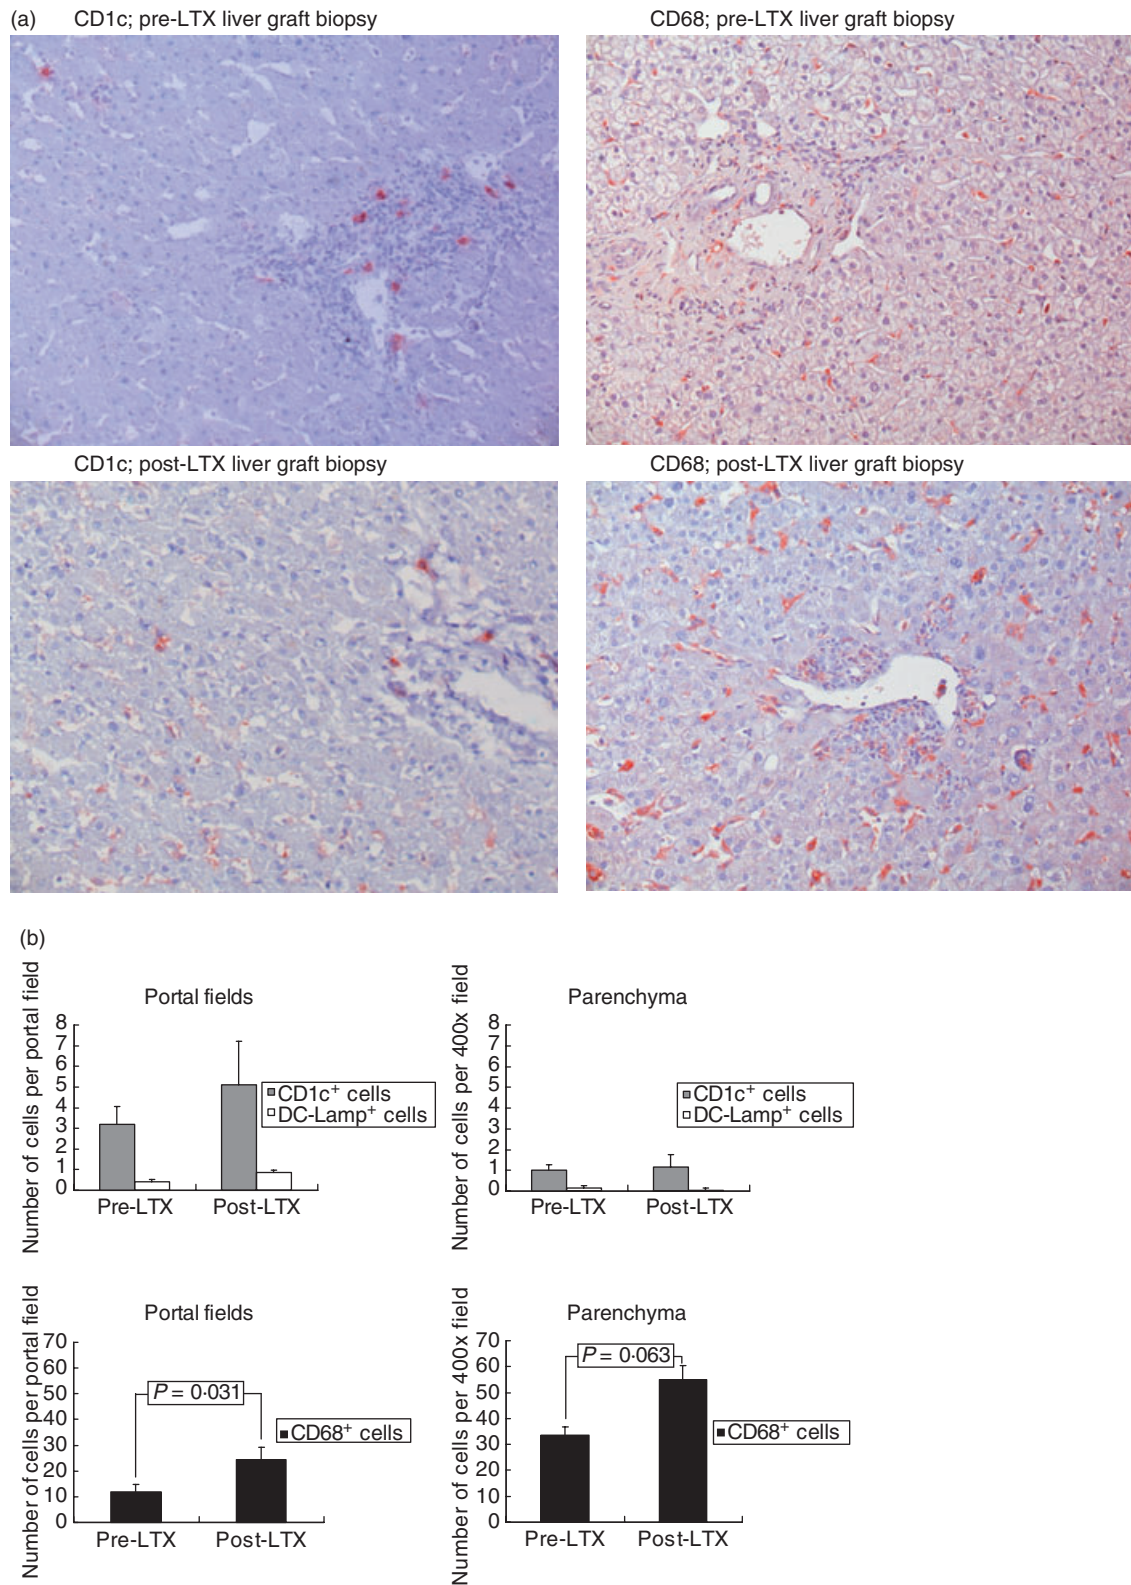 (a)
CD1c; pre-LTX liver graft biopsy
CD68; pre-LTX liver graft biopsy
CD1c; post-LTX liver graft biopsy
CD68; post-LTX liver graft biopsy
(b)
Portal fields
Number of cells per portal field
8
7
6
5
4
3
2
1
0
CD1c⁺ cells
DC-Lamp⁺ cells
Pre-LTX
Post-LTX
Parenchyma
Number of cells per 400x field
8
7
6
5
4
3
2
1
0
CD1c⁺ cells
DC-Lamp⁺ cells
Pre-LTX
Post-LTX
Portal fields
Number of cells per portal field
70
60
50
40
30
20
10
0
P = 0·031
CD68⁺ cells
Pre-LTX
Post-LTX
Parenchyma
Number of cells per 400x field
70
60
50
40
30
20
10
0
P = 0·063
CD68⁺ cells
Pre-LTX
Post-LTX